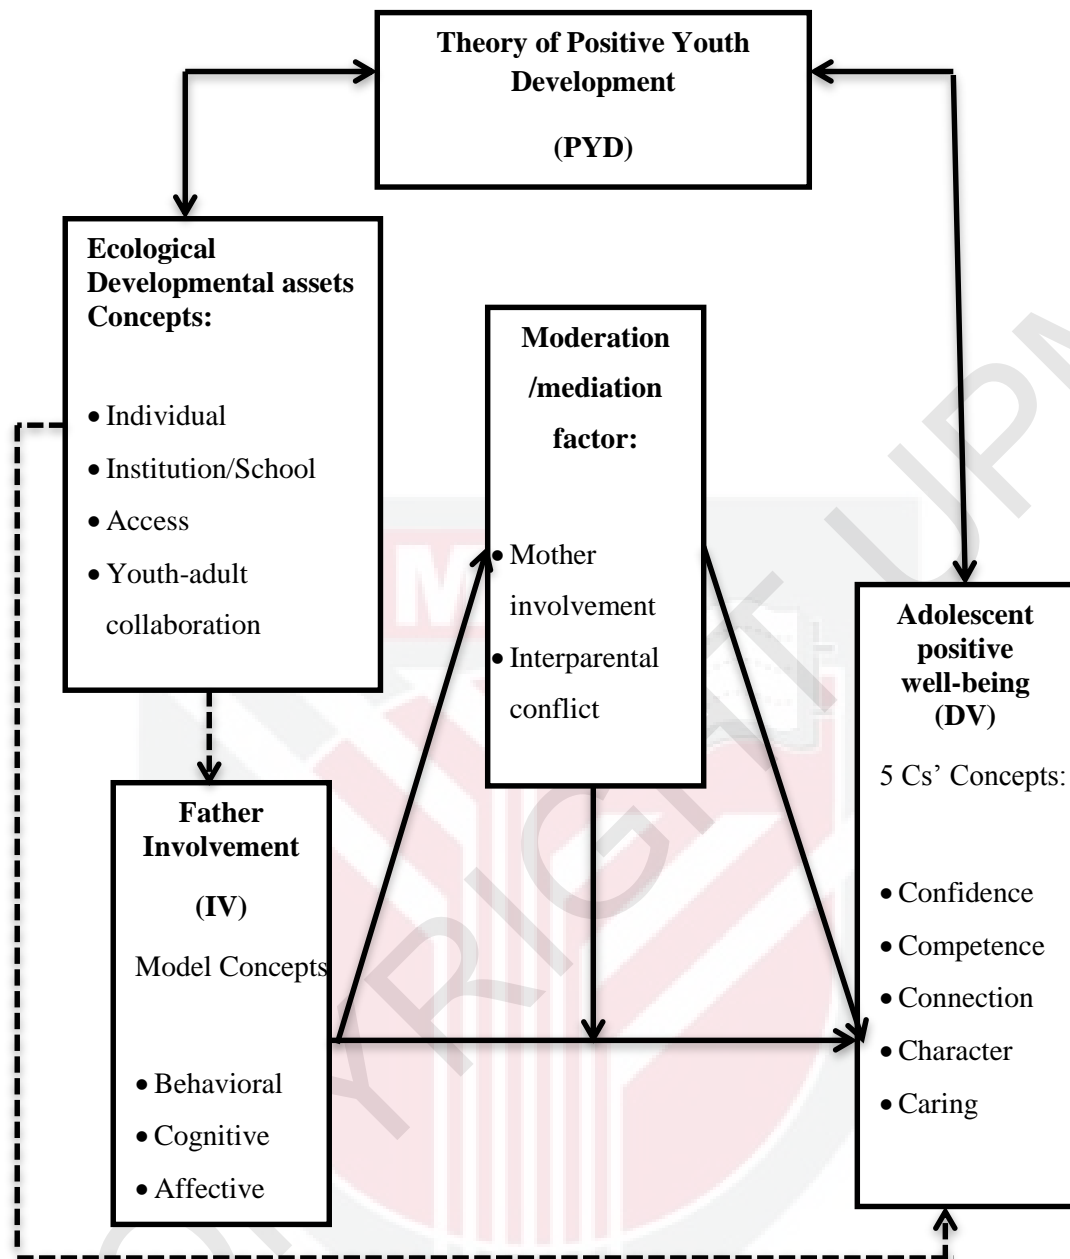 Theory of Positive Youth
Development
(PYD)
Ecological
Developmental assets
Concepts:
• Individual
• Institution/School
• Access
• Youth-adult
collaboration
Moderation
/mediation
factor:
• Mother
involvement
• Interparental
conflict
Adolescent
positive
well-being
(DV)
5 Cs’ Concepts:
• Confidence
• Competence
• Connection
• Character
• Caring
Father
Involvement
(IV)
Model Concepts
• Behavioral
• Cognitive
• Affective
UPM